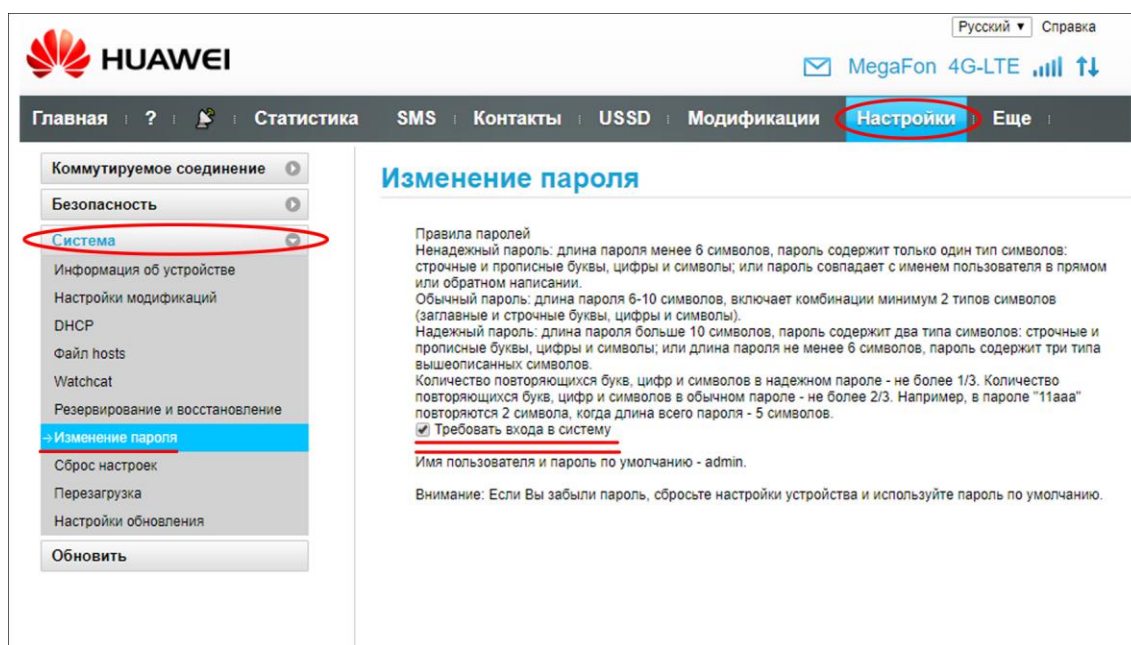 Русский ▼ Справка
HUAWEI
MegaFon 4G-LTE
Главная ? Статистика SMS Контакты USSD Модификации Настройки Еще
Коммутируемое соединение
Безопасность
Система
Информация об устройстве
Настройки модификаций
DHCP
Файл hosts
Watchcat
Резервирование и восстановление
→Изменение пароля
Сброс настроек
Перезагрузка
Настройки обновления
Обновить
Изменение пароля
Правила паролей
Ненадежный пароль: длина пароля менее 6 символов, пароль содержит только один тип символов:
строчные и прописные буквы, цифры и символы; или пароль совпадает с именем пользователя в прямом
или обратном написании.
Обычный пароль: длина пароля 6-10 символов, включает комбинации минимум 2 типов символов
(заглавные и строчные буквы, цифры и символы).
Надежный пароль: длина пароля больше 10 символов, пароль содержит два типа символов: строчные и
прописные буквы, цифры и символы; или длина пароля не менее 6 символов, пароль содержит три типа
вышеописанных символов.
Количество повторяющихся букв, цифр и символов в надежном пароле - не более 1/3. Количество
повторяющихся букв, цифр и символов в обычном пароле - не более 2/3. Например, в пароле "11ааа"
повторяются 2 символа, когда длина всего пароля - 5 символов.
Требовать входа в систему
Имя пользователя и пароль по умолчанию - admin.
Внимание: Если Вы забыли пароль, сбросьте настройки устройства и используйте пароль по умолчанию.